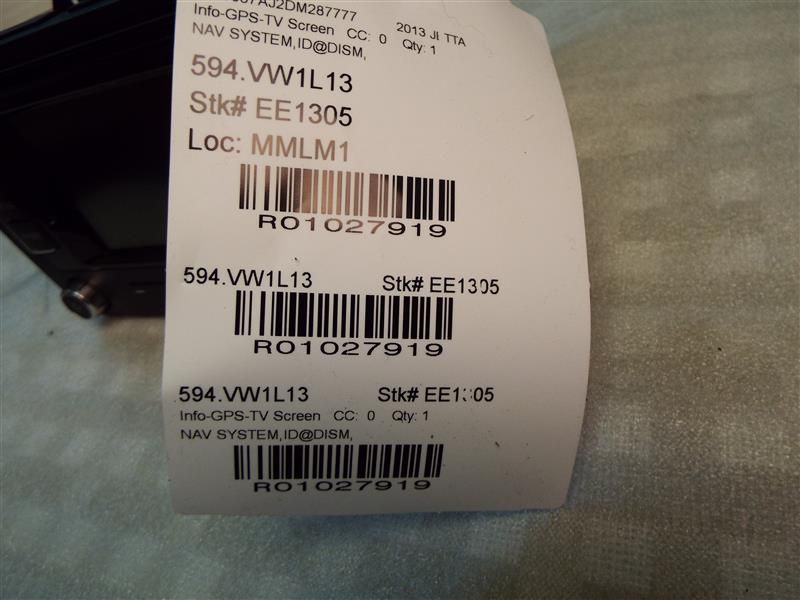 7AJ2DM287777
Info-GPS-TV Screen CC: 0 Qty: 1 2013 JETTA
NAV SYSTEM,ID@DISM,
594.VW1L13
Stk# EE1305
Loc: MMLM1
R01027919
594.VW1L13 Stk# EE1305
R01027919
594.VW1L13 Stk# EE1305
Info-GPS-TV Screen CC: 0 Qty: 1
NAV SYSTEM,ID@DISM,
R01027919